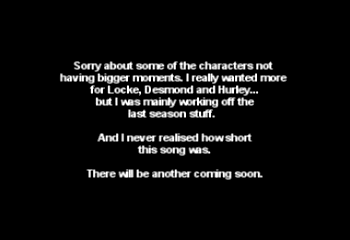 Sorry about some of the characters not
having bigger moments. I really wanted more
for Locke, Desmond and Hurley...
but I was mainly working off the
last season stuff.
And I never realised how short
this song was.
There will be another coming soon.